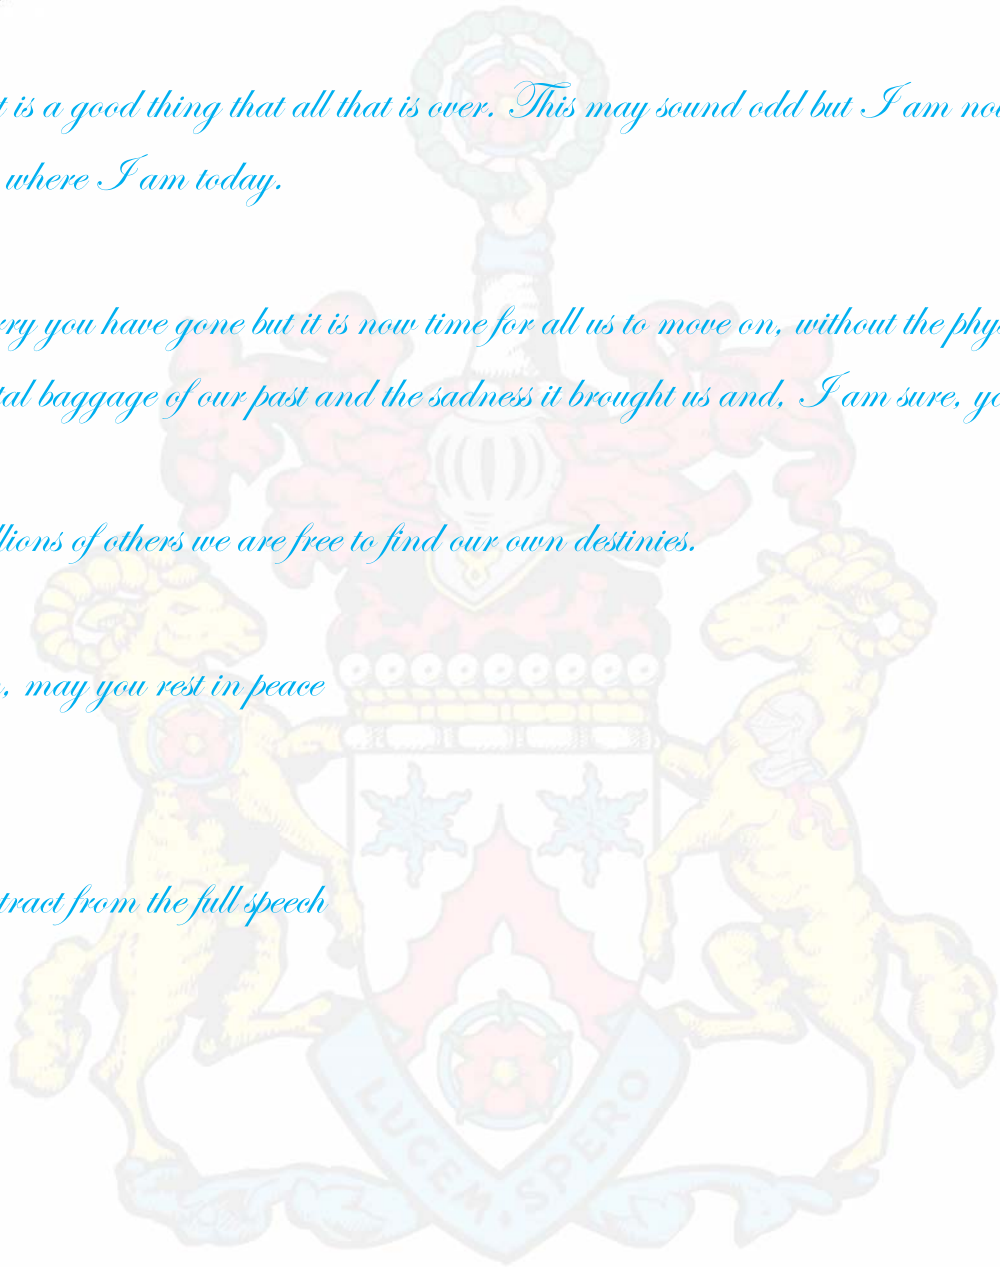 t is a good thing that all that is over. This may sound odd but I am not
where I am today.
rry you have gone but it is now time for all us to move on, without the phys
tal baggage of our past and the sadness it brought us and, I am sure, yo
llions of others we are free to find our own destinies.
, may you rest in peace
tract from the full speech
LUCEM · SPERO